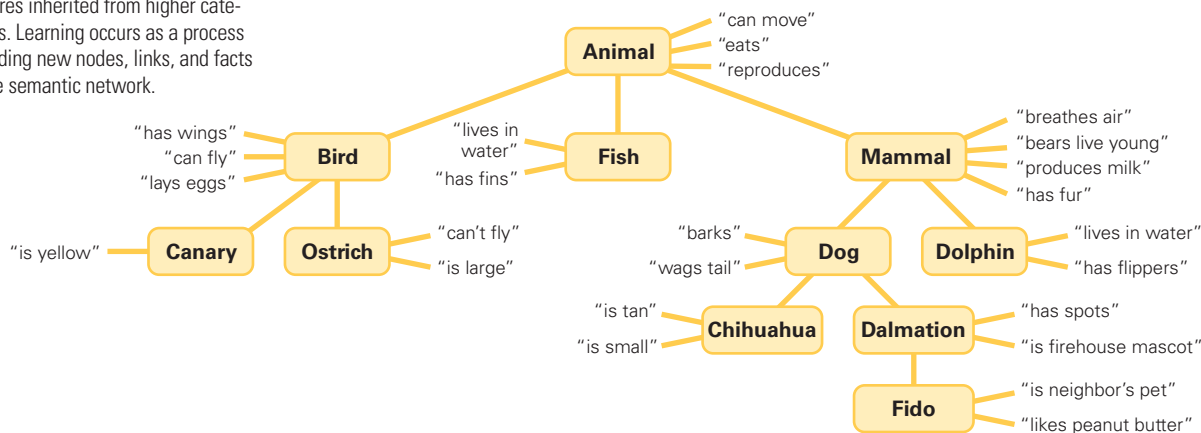 res inherited from higher cate-
s. Learning occurs as a process
ding new nodes, links, and facts
e semantic network.
Animal
“can move”
“eats”
“reproduces”
“has wings”
“can fly”
“lays eggs”
Bird
“lives in
water”
“has fins”
Fish
Mammal
“breathes air”
“bears live young”
“produces milk”
“has fur”
“is yellow”
Canary
Ostrich
“can’t fly”
“is large”
“barks”
“wags tail”
Dog
Dolphin
“lives in water”
“has flippers”
“is tan”
“is small”
Chihuahua
Dalmation
“has spots”
“is firehouse mascot”
Fido
“is neighbor’s pet”
“likes peanut butter”